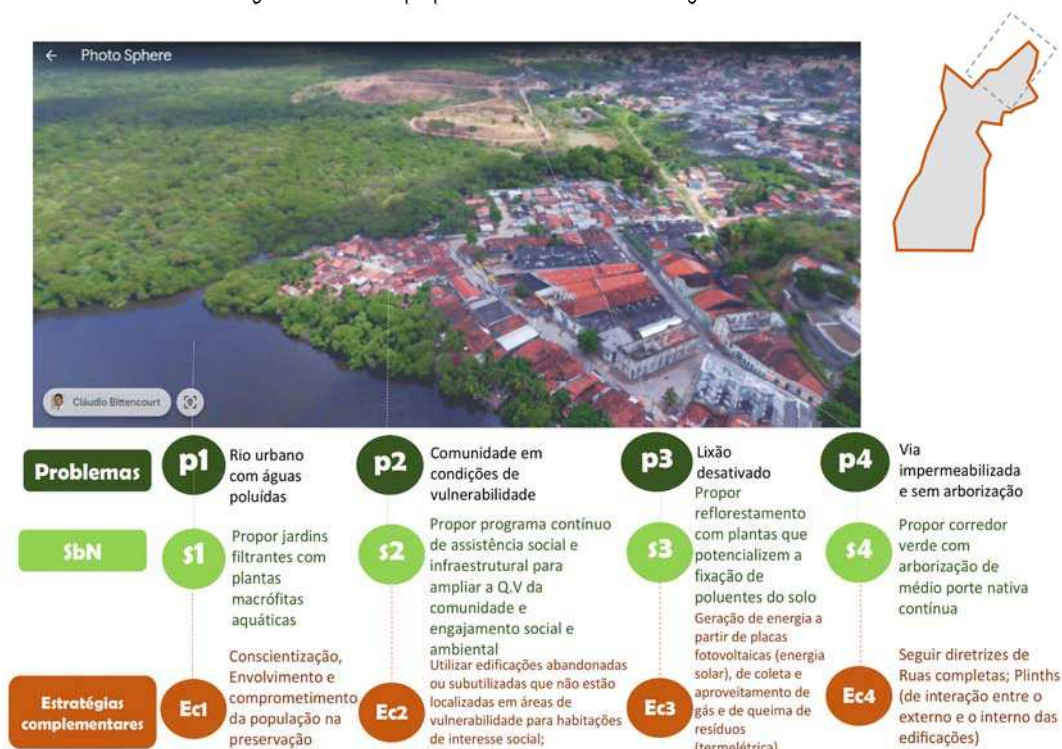 ← Photo Sphere
Cláudio Bittencourt
Problemas
p1
Rio urbano
com águas
poluídas
p2
Comunidade em
condições de
vulnerabilidade
p3
Lixão
desativado
p4
Via
impermeabilizada
e sem arborização
SbN
s1
Propor jardins
filtrantes com
plantas
macrófitas
aquáticas
s2
Propor programa contínuo
de assistência social e
infraestrutural para
ampliar a Q.V da
comunidade e
engajamento social e
ambiental
s3
Propor
reflorestamento
com plantas que
potencializem a
fixação de
poluentes do solo
s4
Propor corredor
verde com
arborização de
médio porte nativa
contínua
Estratégias
complementares
Ec1
Conscientização,
Envolvimento e
comprometimento
da população na
preservação
Ec2
Utilizar edificações abandonadas
ou subutilizadas que não estão
localizadas em áreas de
vulnerabilidade para habitações
de interesse social;
Ec3
Geração de energia a
partir de placas
fotovoltaicas (energia
solar), de coleta e
aproveitamento de
gás e de queima de
resíduos
(termelétrica)
Ec4
Seguir diretrizes de
Ruas completas; Plinths
(de interação entre o
externo e o interno das
edificações)